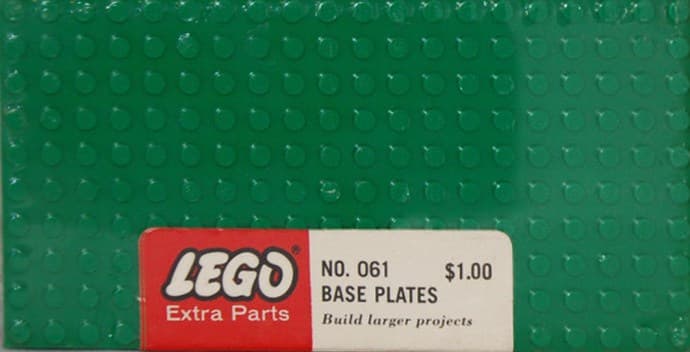 LEGO®
Extra Parts
NO. 061 $1.00
BASE PLATES
Build larger projects